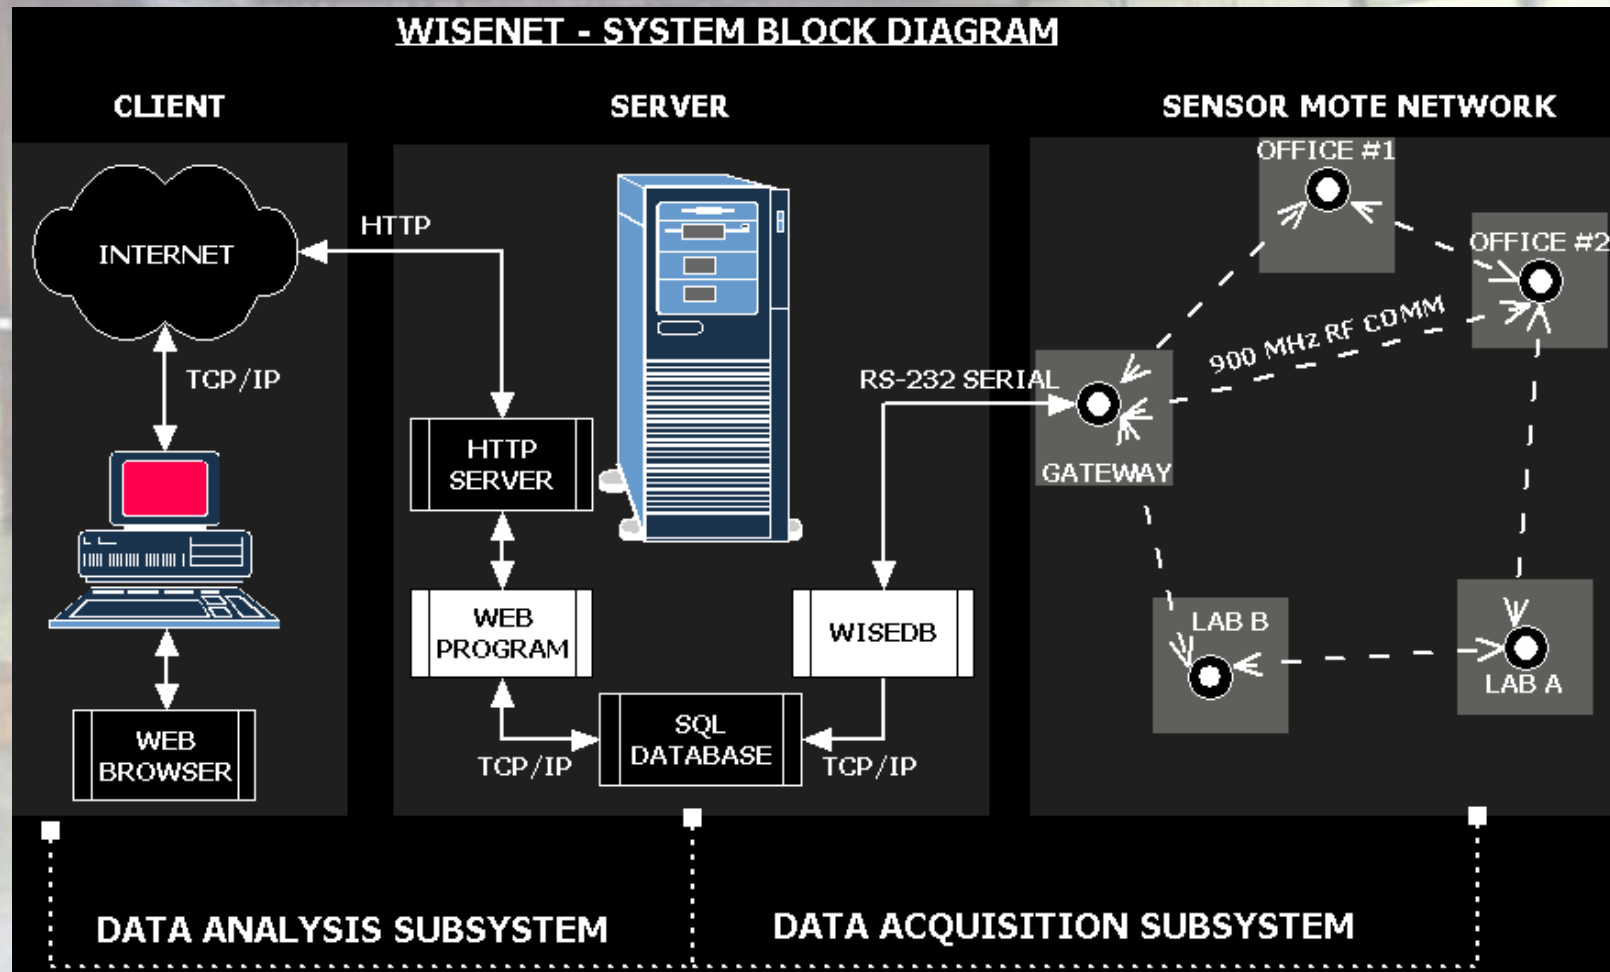 WISENET - SYSTEM BLOCK DIAGRAM
CLIENT
SERVER
SENSOR MOTE NETWORK
INTERNET
HTTP
TCP/IP
WEB
BROWSER
HTTP
SERVER
WEB
PROGRAM
TCP/IP
SQL
DATABASE
TCP/IP
WISEDB
RS-232 SERIAL
OFFICE #1
OFFICE #2
900 MHz RF COMM
GATEWAY
LAB B
LAB A
DATA ANALYSIS SUBSYSTEM
DATA ACQUISITION SUBSYSTEM